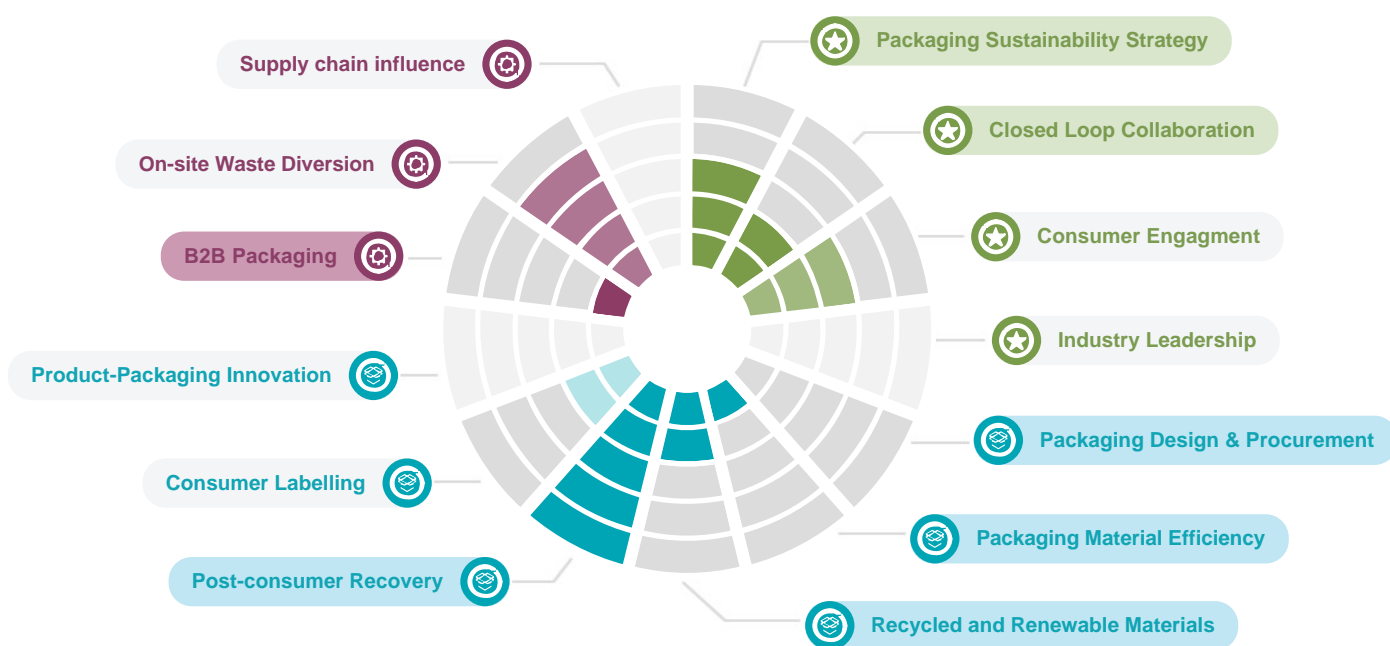 Packaging Sustainability Strategy
Supply chain influence
Closed Loop Collaboration
On-site Waste Diversion
Consumer Engagment
B2B Packaging
Industry Leadership
Product-Packaging Innovation
Packaging Design & Procurement
Consumer Labelling
Packaging Material Efficiency
Post-consumer Recovery
Recycled and Renewable Materials